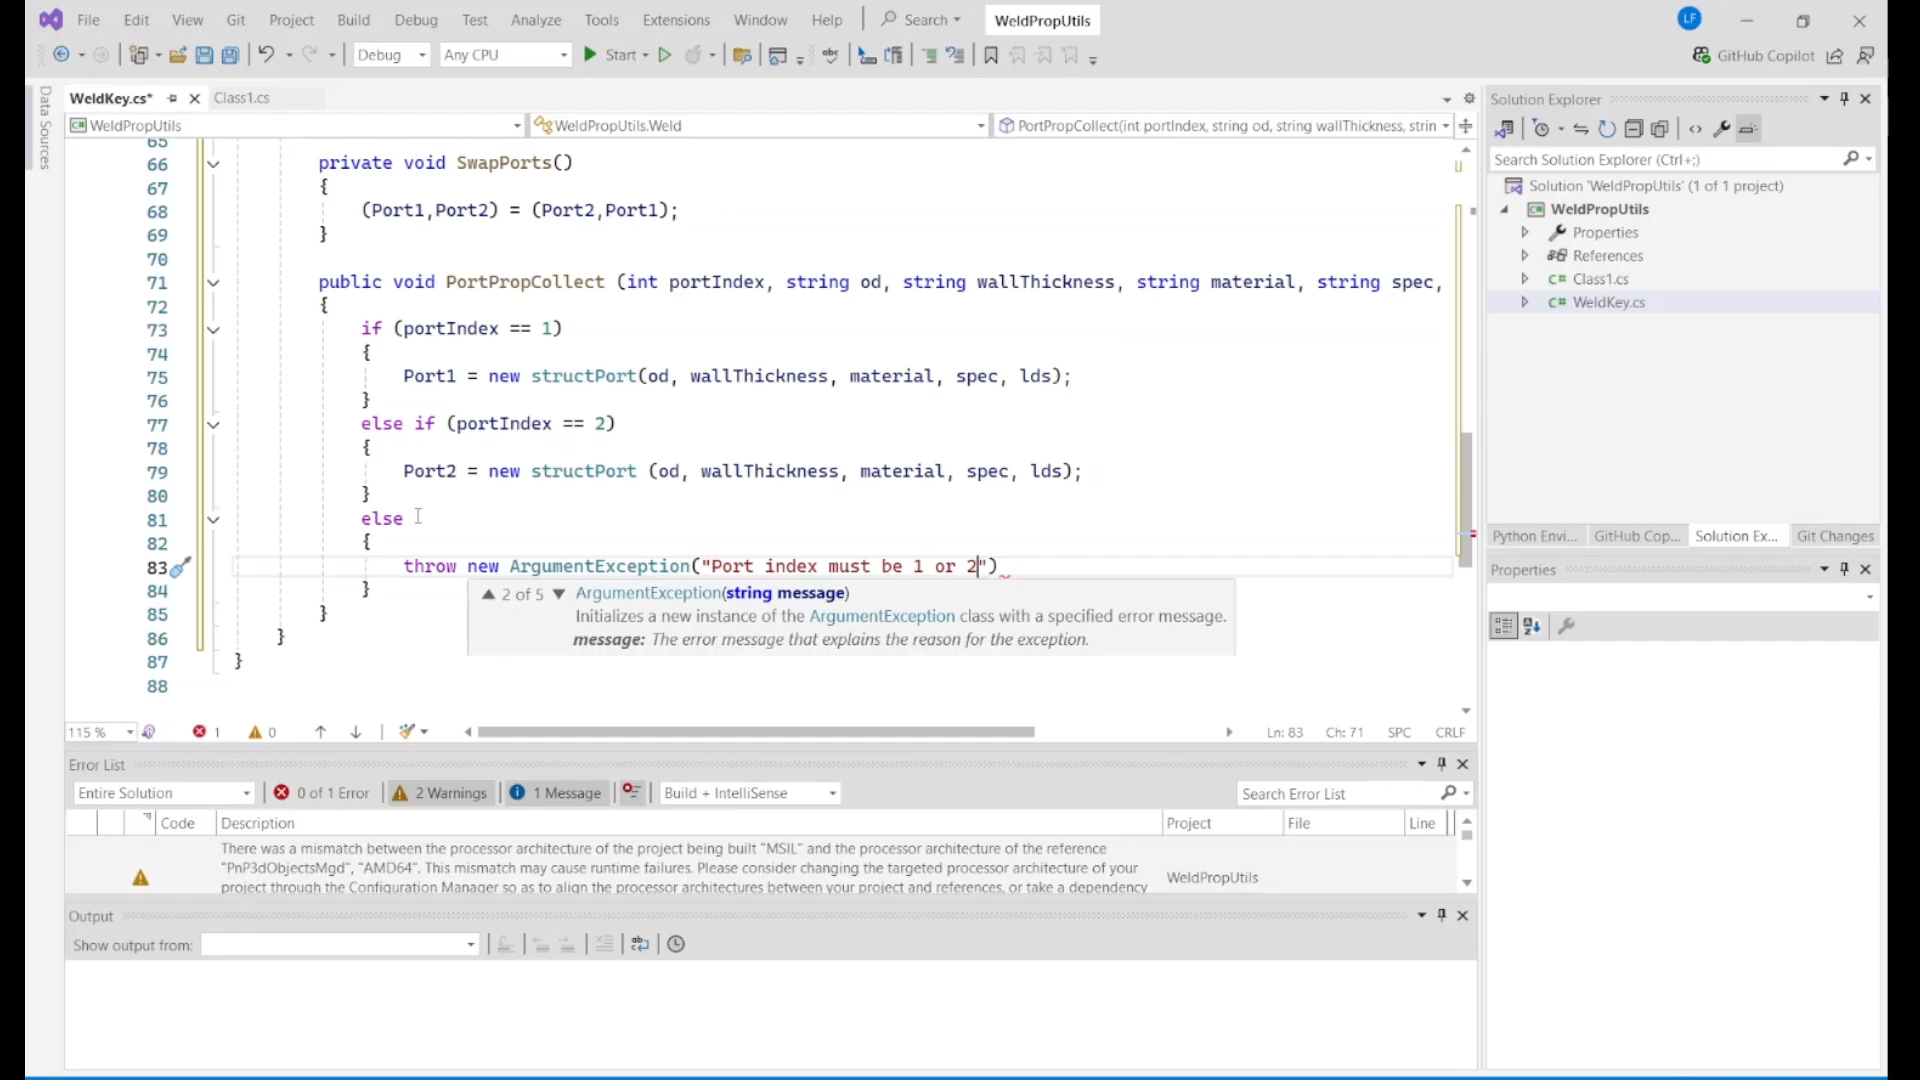 File Edit View Git Project Build Debug Test Analyze Tools Extensions Window Help Search WeldPropUtils LF
Debug Any CPU Start GitHub Copilot
Data Sources
WeldKey.cs* Class1.cs
WeldPropUtils WeldPropUtils.Weld PortPropCollect(int portIndex, string od, string wallThickness, strin
65
66 private void SwapPorts()
67 {
68 (Port1,Port2) = (Port2,Port1);
69 }
70
71 public void PortPropCollect (int portIndex, string od, string wallThickness, string material, string spec,
72 {
73 if (portIndex == 1)
74 {
75 Port1 = new structPort(od, wallThickness, material, spec, lds);
76 }
77 else if (portIndex == 2)
78 {
79 Port2 = new structPort (od, wallThickness, material, spec, lds);
80 }
81 else
82 {
83 throw new ArgumentException("Port index must be 1 or 2")
84 }
85 }
86 }
87 }
88
2 of 5 ArgumentException(string message)
Initializes a new instance of the ArgumentException class with a specified error message.
message: The error message that explains the reason for the exception.
115 % 1 0 Ln: 83 Ch: 71 SPC CRLF
Error List
Entire Solution 0 of 1 Error 2 Warnings 1 Message Build + IntelliSense Search Error List
Code Description Project File Line
There was a mismatch between the processor architecture of the project being built "MSIL" and the processor architecture of the reference
"PnP3dObjectsMgd", "AMD64". This mismatch may cause runtime failures. Please consider changing the targeted processor architecture of your
project through the Configuration Manager so as to align the processor architectures between your project and references, or take a dependency
WeldPropUtils
Output
Show output from:
Solution Explorer
Search Solution Explorer (Ctrl+;)
Solution 'WeldPropUtils' (1 of 1 project)
WeldPropUtils
Properties
References
C# Class1.cs
C# WeldKey.cs
Python Envi... GitHub Cop... Solution Ex... Git Changes
Properties